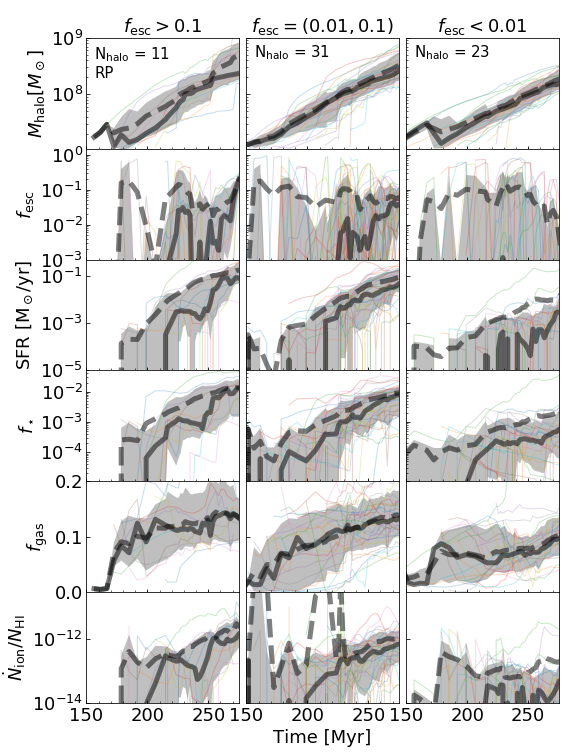 f_esc > 0.1
f_esc = (0.01, 0.1)
f_esc < 0.01
M_halo[M_⊙]
10^9
10^8
N_halo = 11
RP
N_halo = 31
N_halo = 23
f_esc
10^0
10^-1
10^-2
10^-3
SFR [M_⊙/yr]
10^-1
10^-3
10^-5
f_⋆
10^-2
10^-3
10^-4
f_gas
0.2
0.1
0.0
Ṅ_ion/N_HI
10^-12
10^-14
150 200 250 150 200 250 150 200 250
Time [Myr]